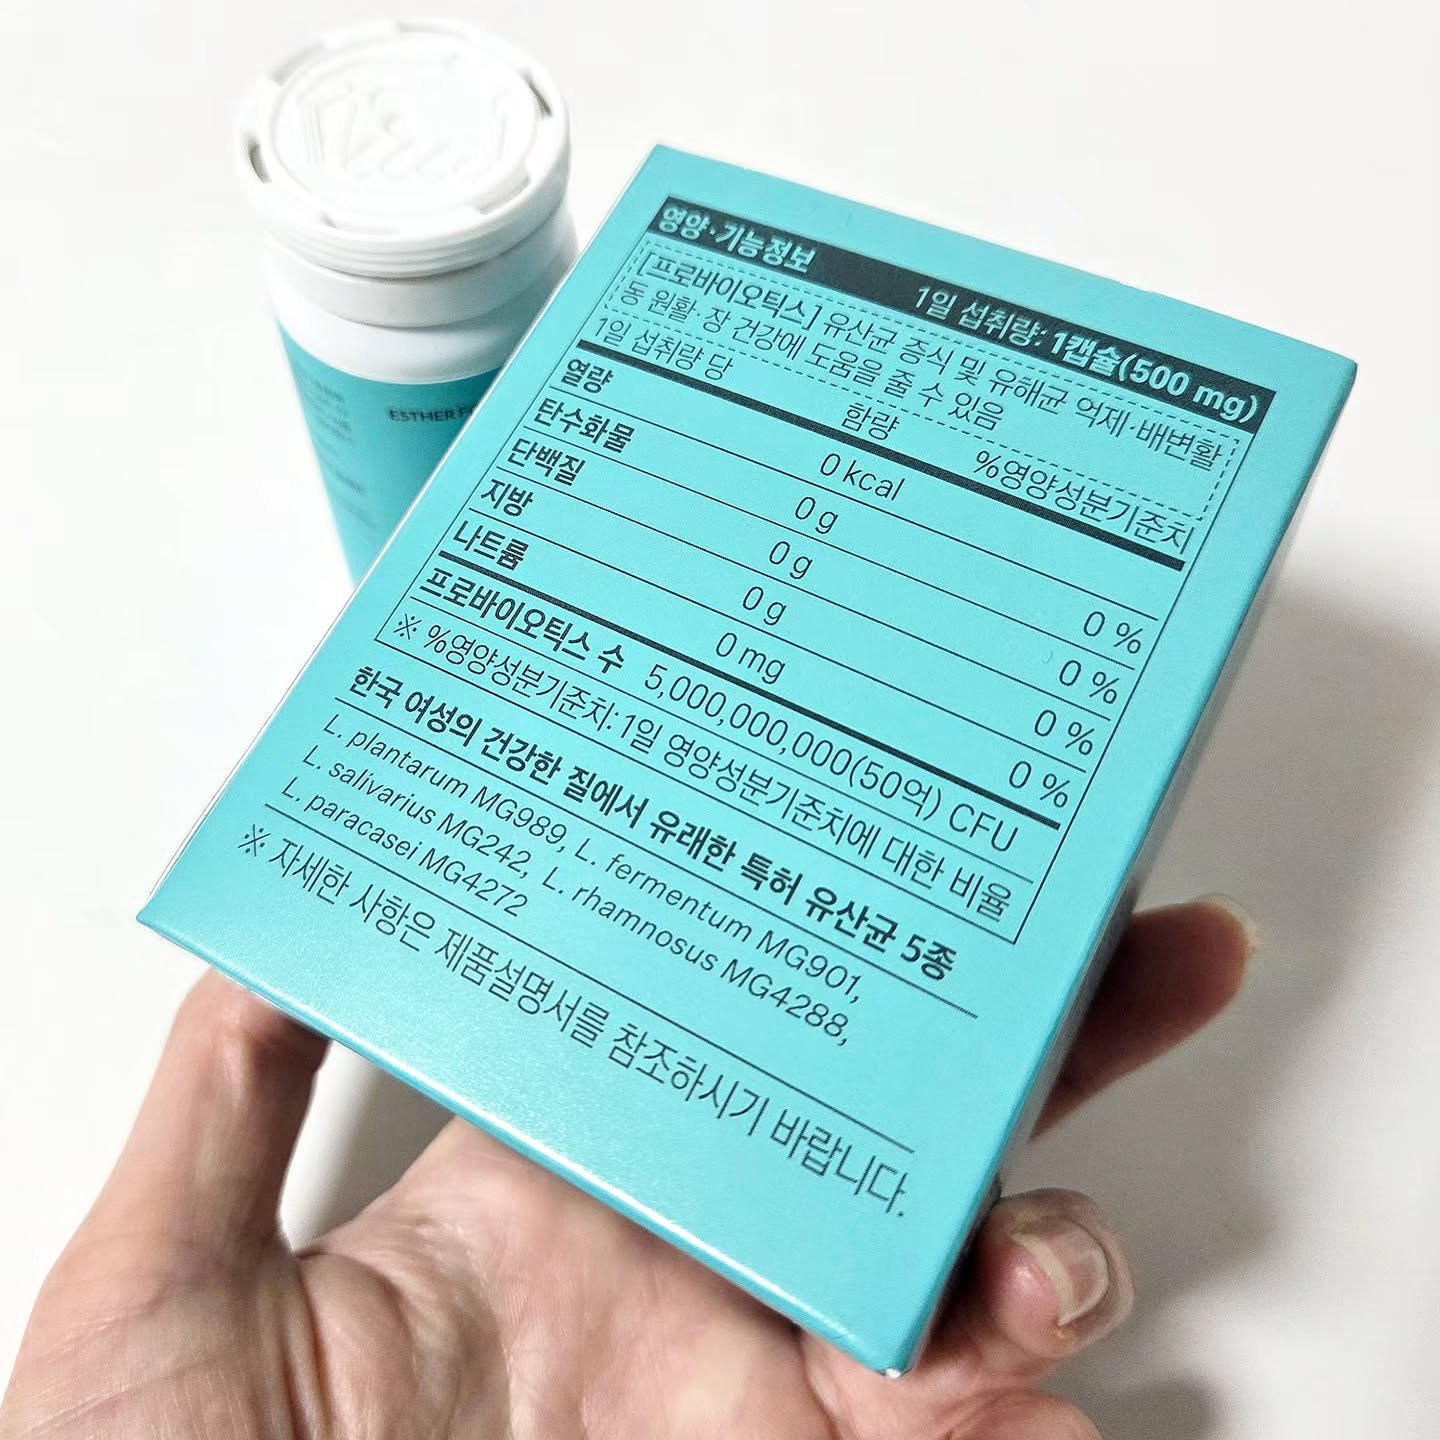 ESTHER
영양·기능정보 1일 섭취량: 1캡슐(500 mg)
[프로바이오틱스] 유산균 증식 및 유해균 억제·배변활
동 원활·장 건강에 도움을 줄 수 있음
1일 섭취량 당 함량 %영양성분기준치
열량 0 kcal
탄수화물 0 g 0 %
단백질 0 g 0 %
지방 0 g 0 %
나트륨 0 mg 0 %
프로바이오틱스 수 5,000,000,000(50억) CFU
※ %영양성분기준치: 1일 영양성분기준치에 대한 비율
한국 여성의 건강한 질에서 유래한 특허 유산균 5종
L. plantarum MG989, L. fermentum MG901,
L. salivarius MG242, L. rhamnosus MG4288,
L. paracasei MG4272
※ 자세한 사항은 제품설명서를 참조하시기 바랍니다.